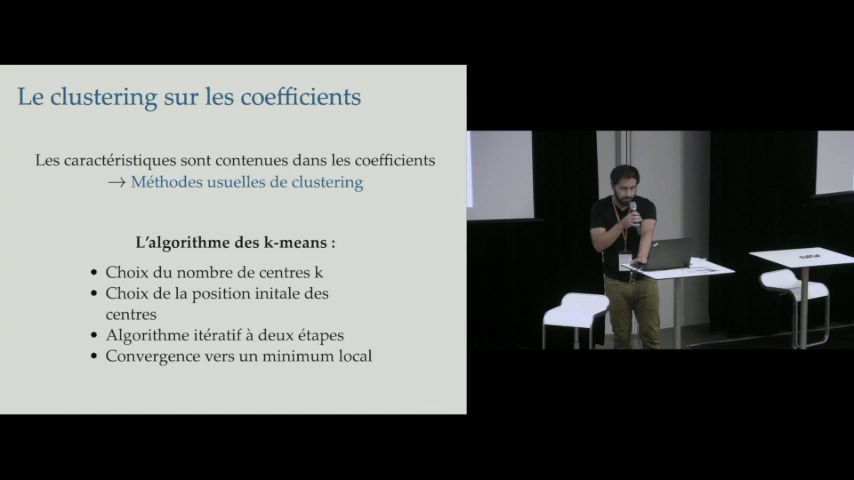 Le clustering sur les coefficients
Les caractéristiques sont contenues dans les coefficients
→ Méthodes usuelles de clustering
L'algorithme des k-means :
• Choix du nombre de centres k
• Choix de la position initale des
centres
• Algorithme itératif à deux étapes
• Convergence vers un minimum local